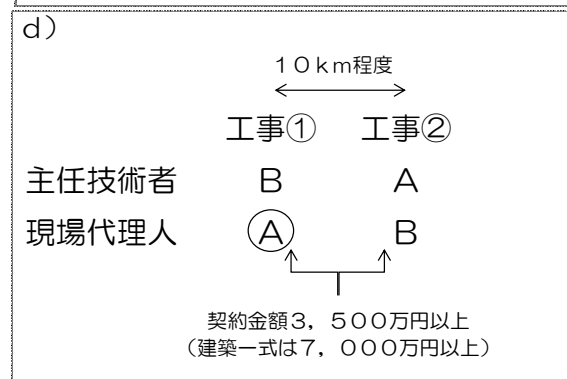 d）
１０ｋｍ程度
工事① 工事②
主任技術者 B A
現場代理人 A B
契約金額３，５００万円以上
（建築一式は７，０００万円以上）